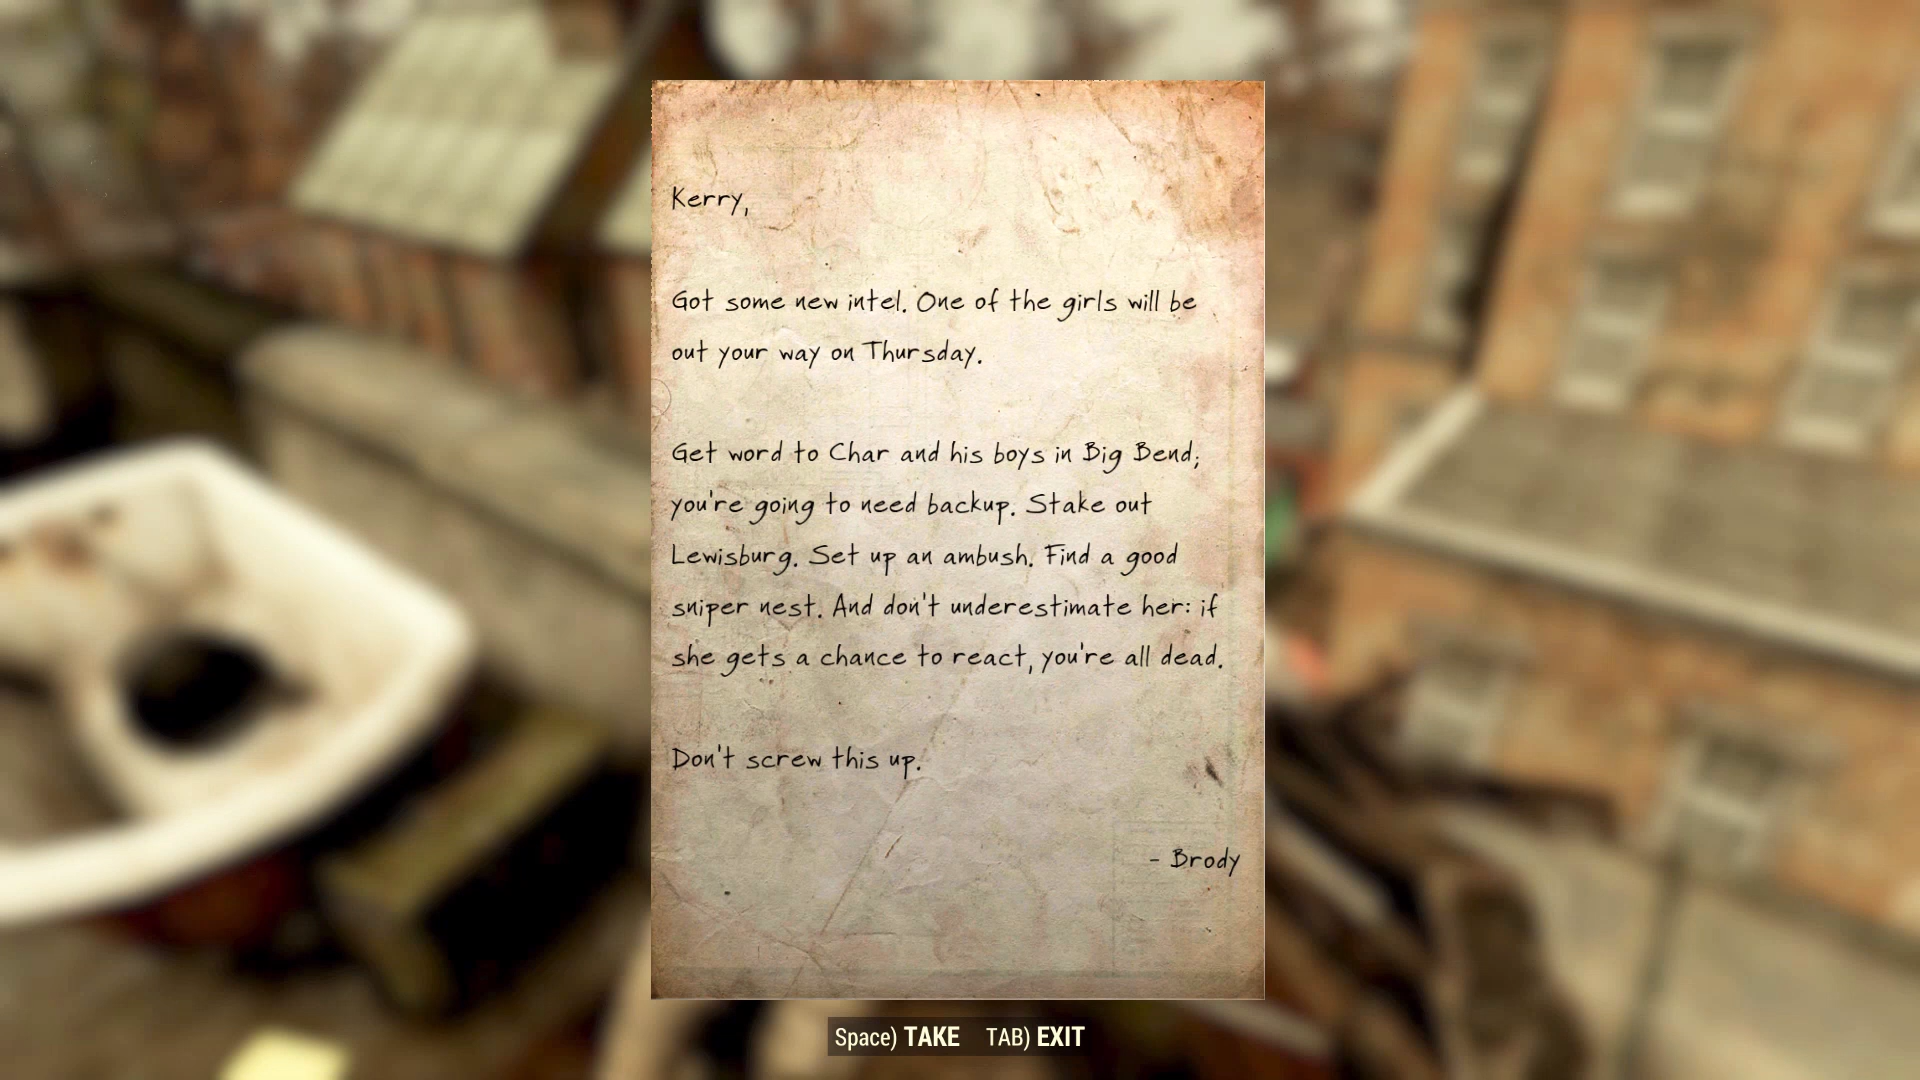 Kerry,
Got some new intel. One of the girls will be
out your way on Thursday.
Get word to Char and his boys in Big Bend;
you're going to need backup. Stake out
Lewisburg. Set up an ambush. Find a good
sniper nest. And don't underestimate her: if
she gets a chance to react, you're all dead.
Don't screw this up.
- Brody
Space) TAKE TAB) EXIT